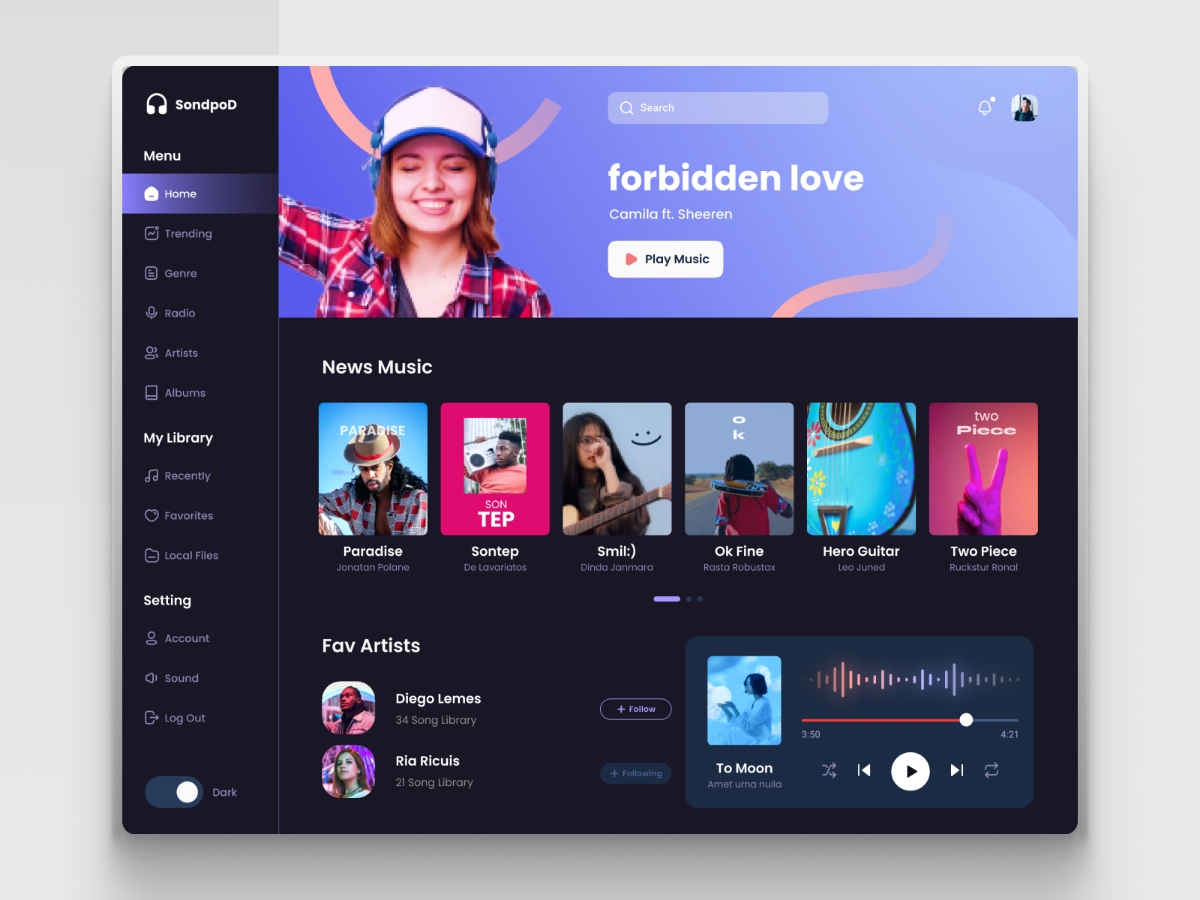 SondpoD
Menu
Home
Trending
Genre
Radio
Artists
Albums
My Library
Recently
Favorites
Local Files
Setting
Account
Sound
Log Out
Dark
Search
forbidden love
Camila ft. Sheeren
Play Music
News Music
PARADISE
Paradise
Jonatan Polane
SON
TEP
Sontep
De Lavariatos
Smil:)
Dinda Janmara
o
k
Ok Fine
Rasta Robustax
Hero Guitar
Leo Juned
two
Piece
Two Piece
Ruckstur Ronal
Fav Artists
Diego Lemes
34 Song Library
+ Follow
Ria Ricuis
21 Song Library
+ Following
3:50
4:21
To Moon
Amet urna nulla